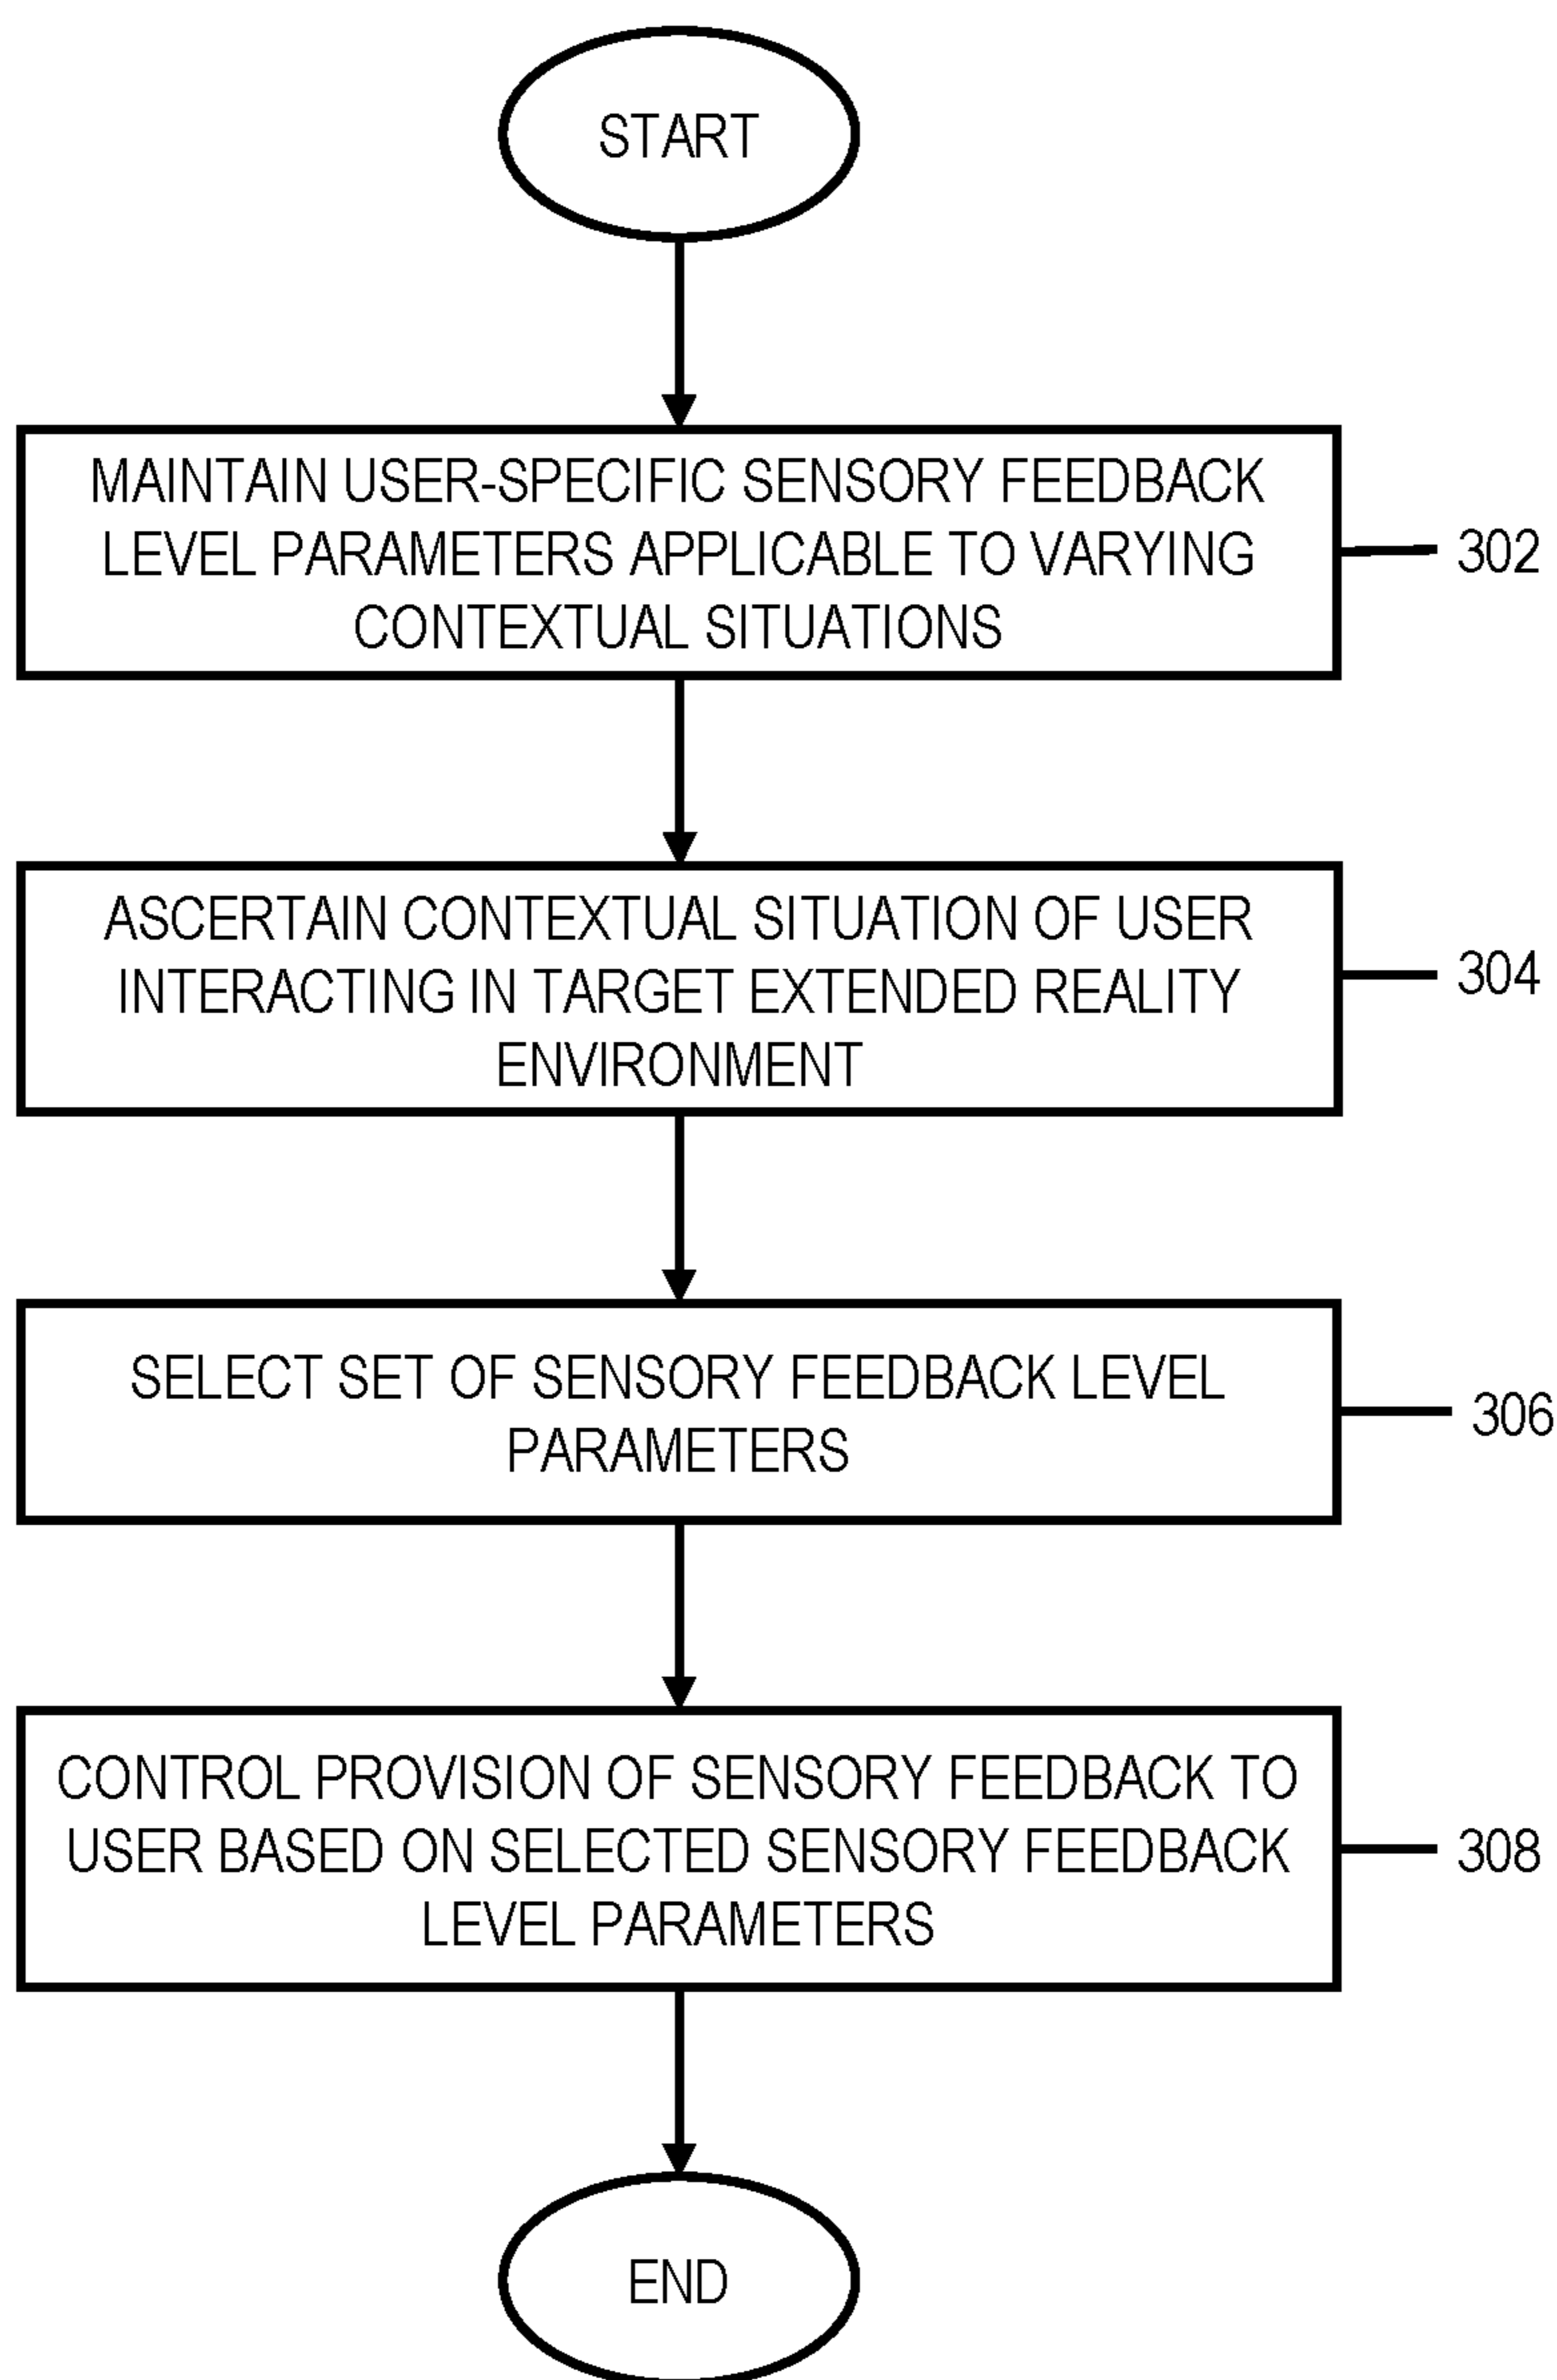 START
MAINTAIN USER-SPECIFIC SENSORY FEEDBACK
LEVEL PARAMETERS APPLICABLE TO VARYING
CONTEXTUAL SITUATIONS
302
ASCERTAIN CONTEXTUAL SITUATION OF USER
INTERACTING IN TARGET EXTENDED REALITY
ENVIRONMENT
304
SELECT SET OF SENSORY FEEDBACK LEVEL
PARAMETERS
306
CONTROL PROVISION OF SENSORY FEEDBACK TO
USER BASED ON SELECTED SENSORY FEEDBACK
LEVEL PARAMETERS
308
END